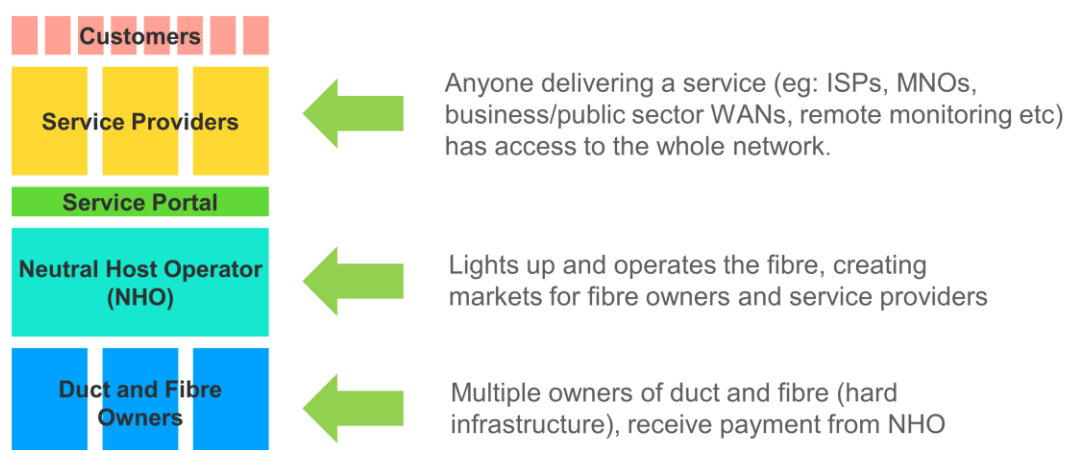 Customers
Service Providers
Anyone delivering a service (eg: ISPs, MNOs,
business/public sector WANs, remote monitoring etc)
has access to the whole network.
Service Portal
Neutral Host Operator
(NHO)
Lights up and operates the fibre, creating
markets for fibre owners and service providers
Duct and Fibre
Owners
Multiple owners of duct and fibre (hard
infrastructure), receive payment from NHO